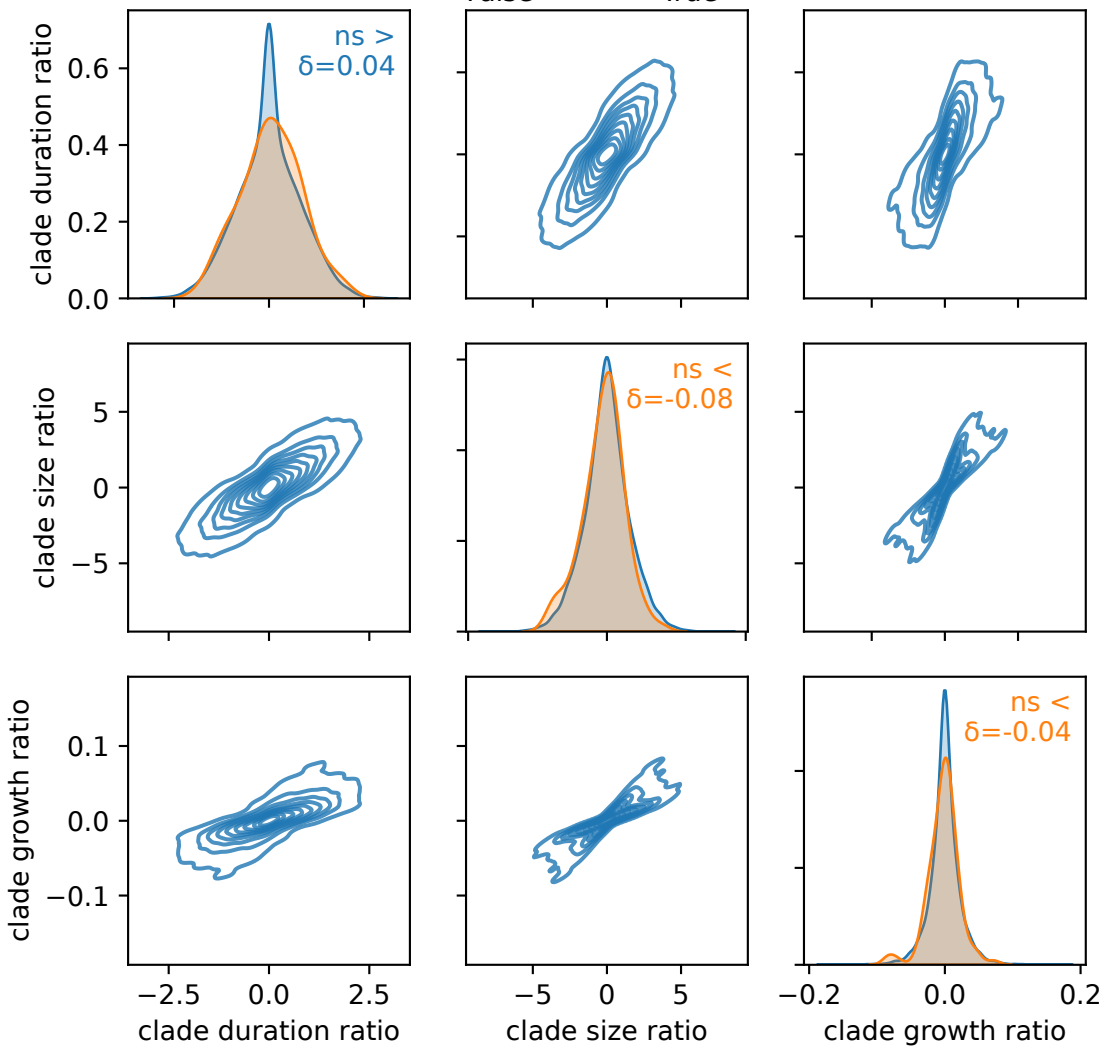 ns >
δ=0.04
clade duration ratio
0.6
0.4
0.2
0.0
ns <
δ=-0.08
clade size ratio
5
0
−5
ns <
δ=-0.04
clade growth ratio
0.1
0.0
−0.1
−2.5 0.0 2.5
−5 0 5
−0.2 0.0 0.2
clade duration ratio
clade size ratio
clade growth ratio